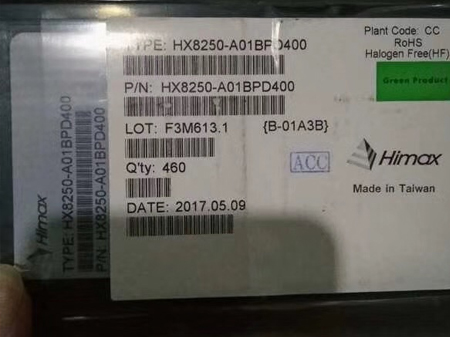 TYPE: HX8250-A01BPD400
Plant Code: CC
RoHS
Halogen Free(HF)
Green Product
P/N: HX8250-A01BPD400
LOT: F3M613.1 {B-01A3B}
Q'ty: 460
ACC
Himax
Made in Taiwan
DATE: 2017.05.09
Himax
TYPE: HX8250-A01BPD400
P/N: HX8250-A01BPD400